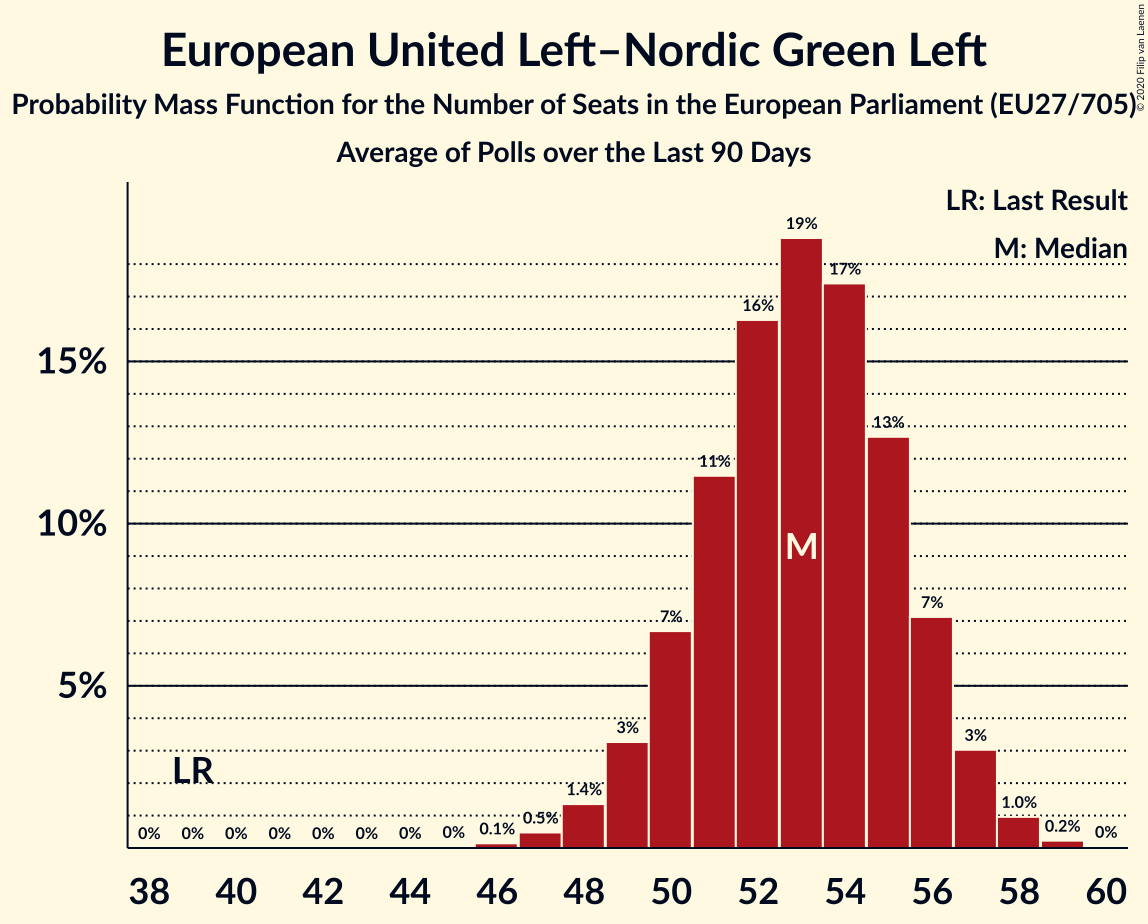 European United Left–Nordic Green Left
Probability Mass Function for the Number of Seats in the European Parliament (EU27/705)
Average of Polls over the Last 90 Days
© 2020 Filip van Laenen
LR: Last Result
M: Median
19%
17%
16%
15%
13%
11%
10%
M
7%
7%
5%
3%
3%
LR
1.4%
1.0%
0.5%
0.1%
0.2%
0% 0% 0% 0% 0% 0% 0% 0% 0%
38 40 42 44 46 48 50 52 54 56 58 60